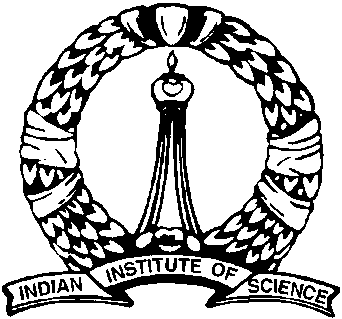 INDIAN INSTITUTE OF SCIENCE